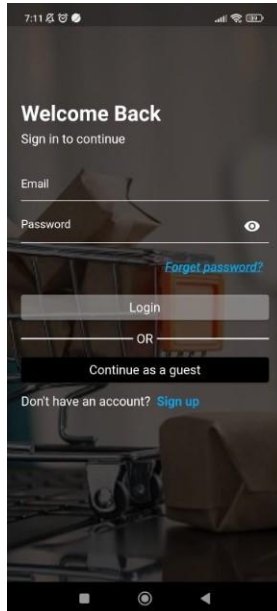 7:11
Welcome Back
Sign in to continue
Email
Password
Forget password?
Login
OR
Continue as a guest
Don't have an account? Sign up